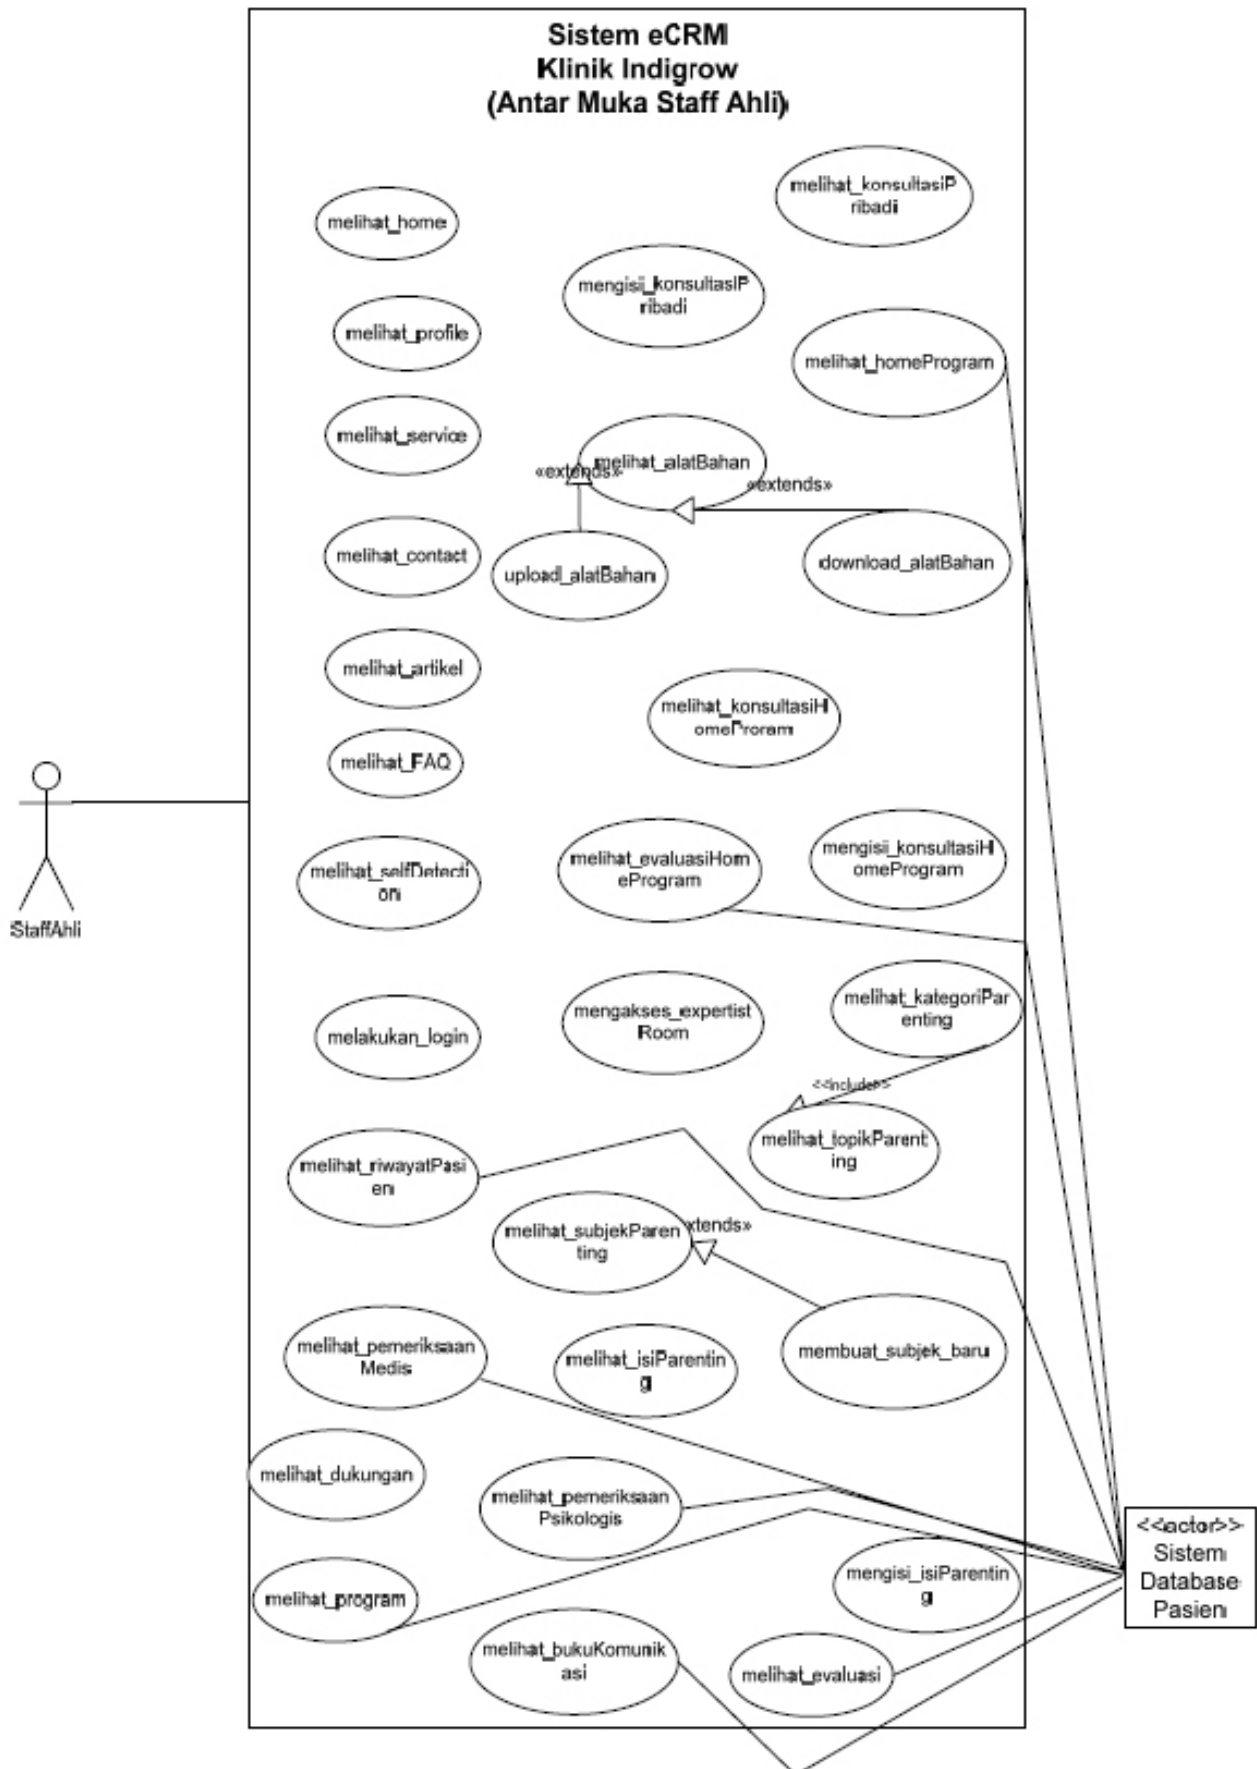 Sistem eCRM
Klinik Indigrow
(Antar Muka Staff Ahli)
melihat_konsultasiP
ribadi
melihat_home
mengisi_konsultasiP
ribadi
melihat_profile
melihat_homeProgram
melihat_service
melihat_alatBahan
«extends»
«extends»
melihat_contact
upload_alatBahan
download_alatBahan
melihat_artikel
melihat_konsultasiH
omeProram
melihat_FAQ
melihat_selfDetecti
on
melihat_evaluasiHom
eProgram
mengisi_konsultasiH
omeProgram
StaffAhli
melakukan_login
mengakses_expertist
Room
melihat_kategoriPar
enting
<<include>>
melihat_topikParent
ing
melihat_riwayatPasi
en
melihat_subjekParen
ting
xtends»
melihat_pemeriksaan
Medis
melihat_isiParentin
g
membuat_subjek_baru
melihat_dukungan
melihat_pemeriksaan
Psikologis
<<actor>>
Sistem
Database
Pasien
melihat_program
mengisi_isiParentin
g
melihat_bukuKomunik
asi
melihat_evaluasi